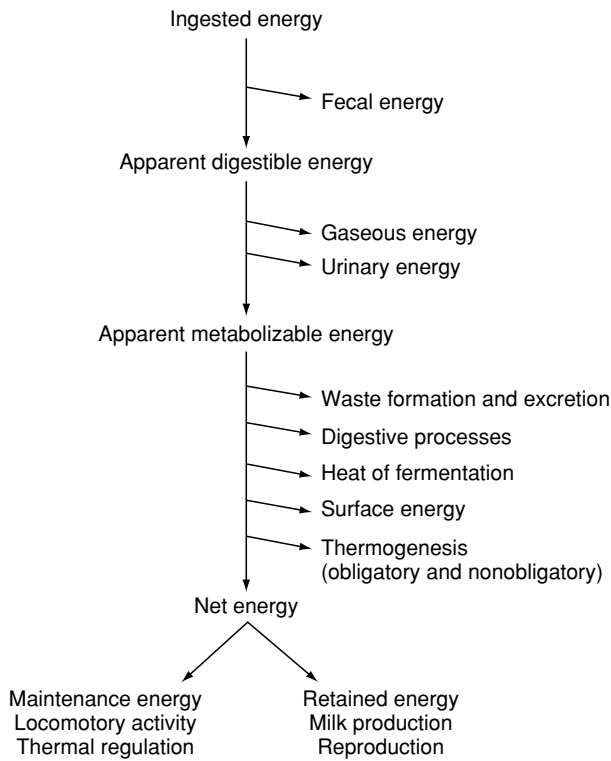 Ingested energy
Fecal energy
Apparent digestible energy
Gaseous energy
Urinary energy
Apparent metabolizable energy
Waste formation and excretion
Digestive processes
Heat of fermentation
Surface energy
Thermogenesis
(obligatory and nonobligatory)
Net energy
Maintenance energy
Locomotory activity
Thermal regulation
Retained energy
Milk production
Reproduction